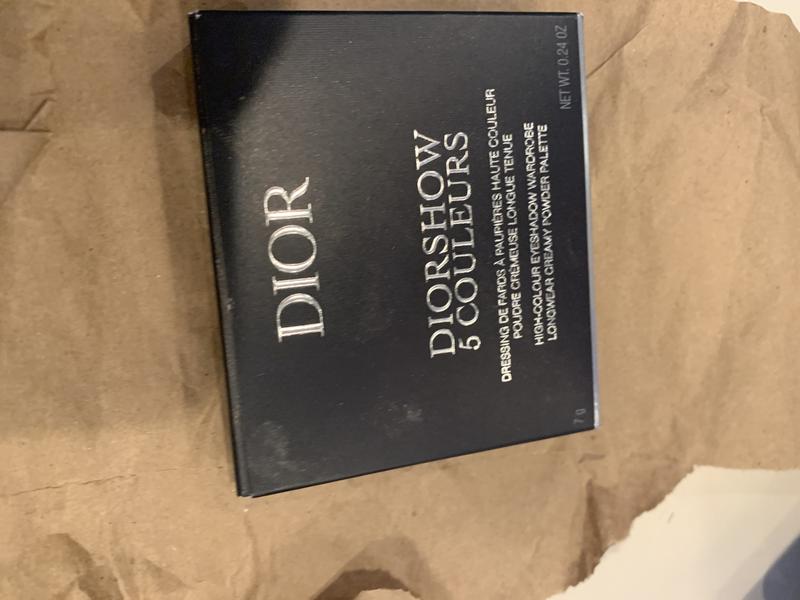 DIOR
DIORSHOW
5 COULEURS
DRESSING DE FARDS À PAUPIÈRES HAUTE COULEUR
POUDRE CRÉMEUSE LONGUE TENUE
HIGH-COLOUR EYESHADOW WARDROBE
LONGWEAR CREAMY POWDER PALETTE
7 g
NET WT. 0.24 OZ